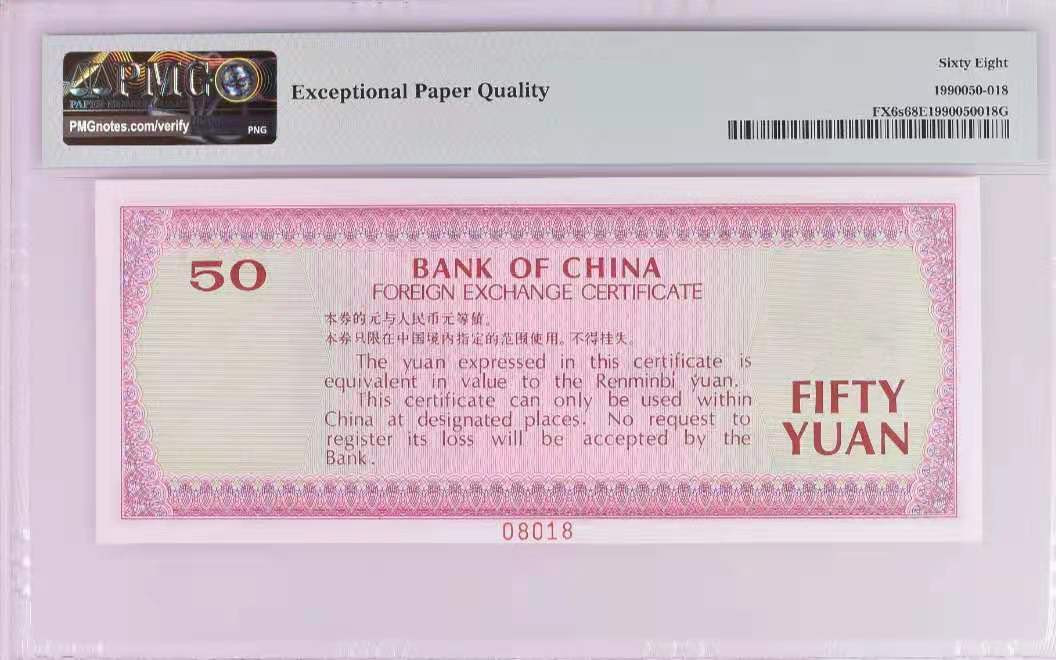 PMG
PMGnotes.com/verify
PNG
Exceptional Paper Quality
Sixty Eight
1990050-018
FX6s68E1990050018G
50
BANK OF CHINA
FOREIGN EXCHANGE CERTIFICATE
本券的元与人民币元等值。
本券只限在中国境内指定的范围使用。不得挂失。
The yuan expressed in this certificate is
equivalent in value to the Renminbi yuan.
This certificate can only be used within
China at designated places. No request to
register its loss will be accepted by the
Bank.
FIFTY
YUAN
08018